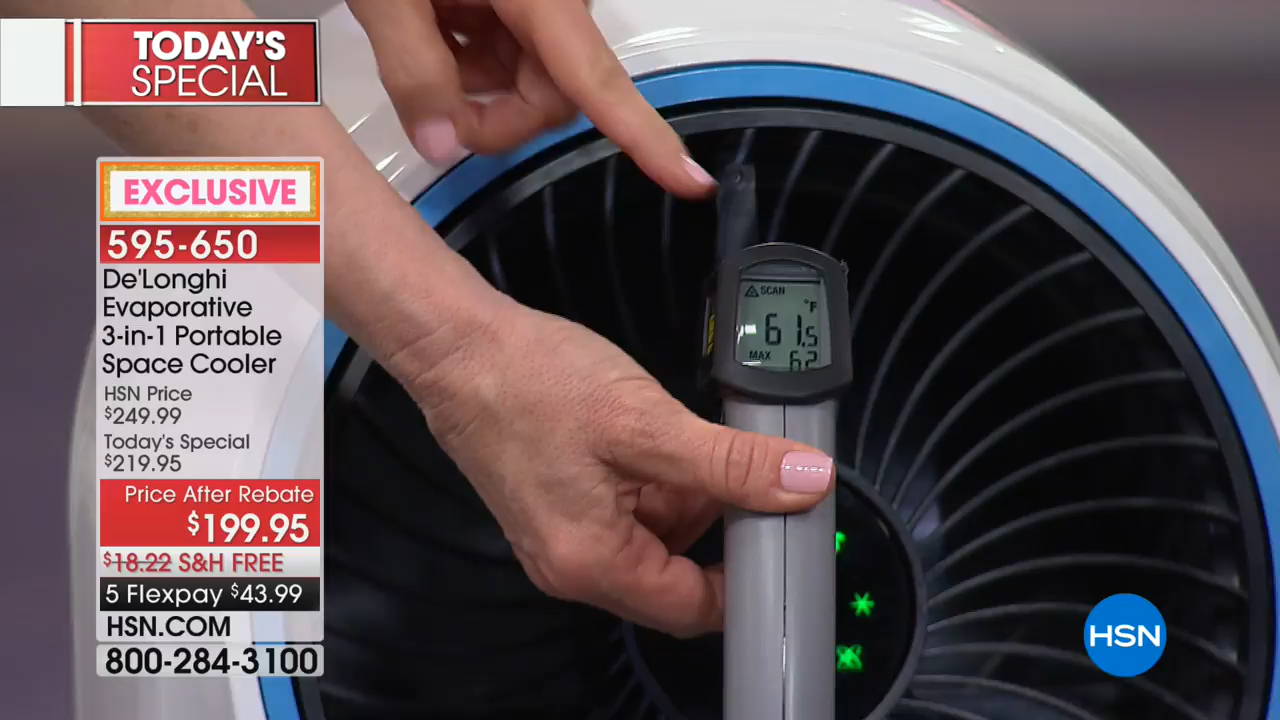 TODAY'S
SPECIAL
EXCLUSIVE
595-650
De'Longhi
Evaporative
3-in-1 Portable
Space Cooler
HSN Price
$249.99
Today's Special
$219.95
Price After Rebate
$199.95
$18.22 S&H FREE
5 Flexpay $43.99
HSN.COM
800-284-3100
SCAN
°F
61.5
MAX 62
HSN